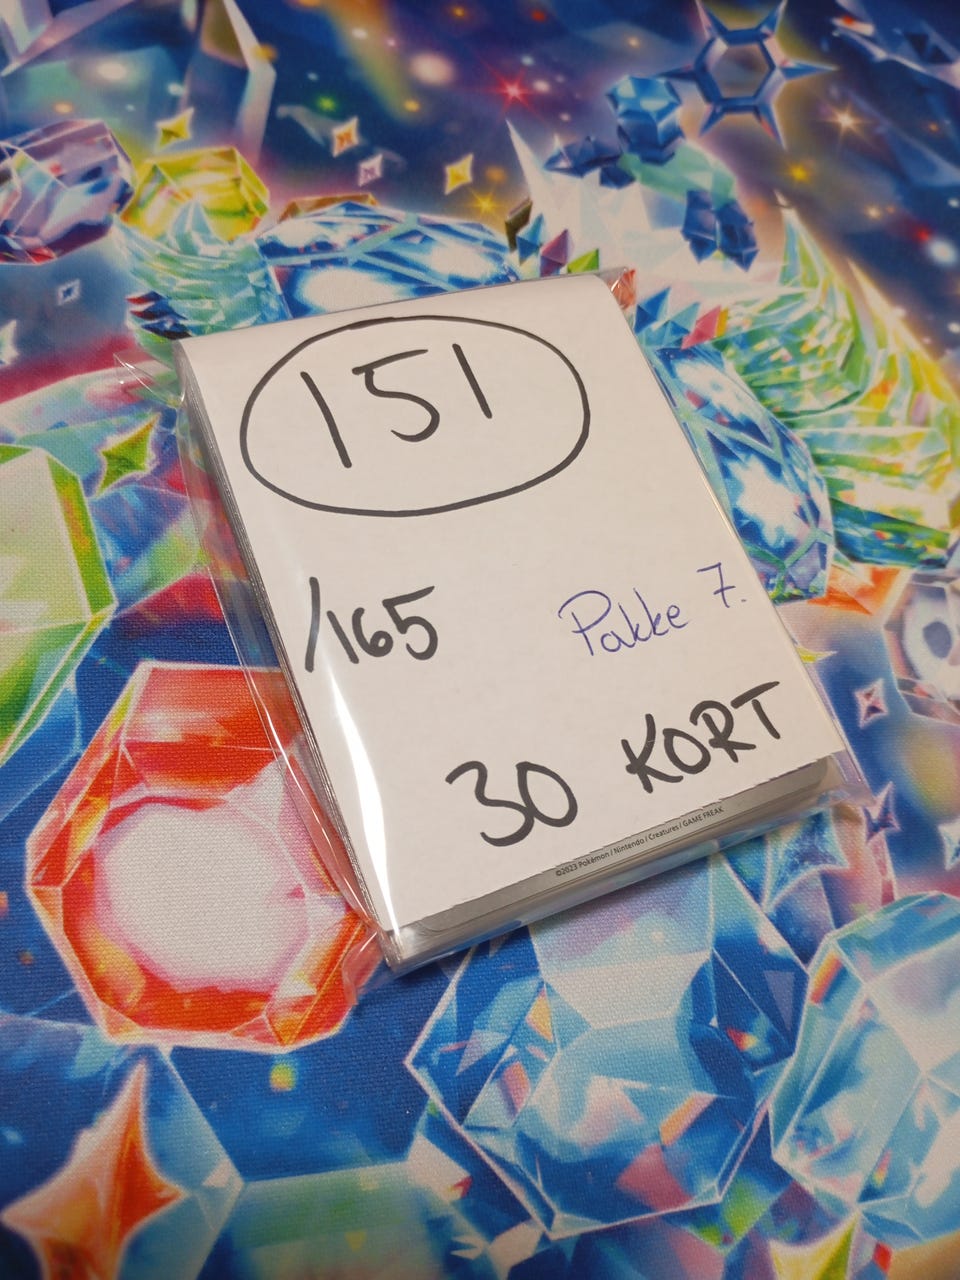 151
/165
Pakke 7.
30 KORT
©2023 Pokémon / Nintendo / Creatures / GAME FREAK